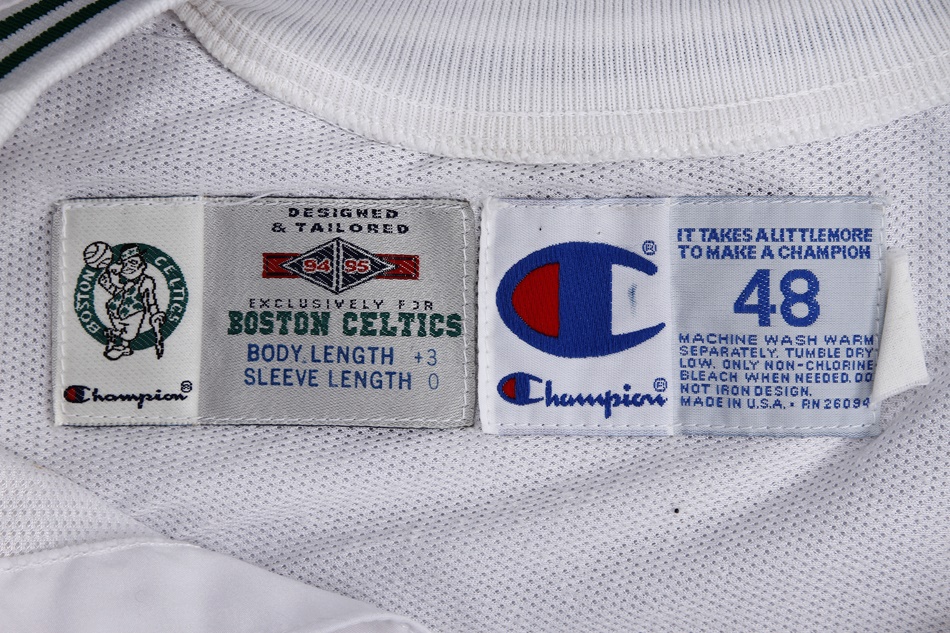 BOSTON CELTICS
Champion®
DESIGNED
& TAILORED
94 95
EXCLUSIVELY FOR
BOSTON CELTICS
BODY LENGTH +3
SLEEVE LENGTH 0
®
Champion®
IT TAKES A LITTLE MORE
TO MAKE A CHAMPION
48
MACHINE WASH WARM
SEPARATELY. TUMBLE DRY
LOW. ONLY NON-CHLORINE
BLEACH WHEN NEEDED. DO
NOT IRON DESIGN.
MADE IN U.S.A. • RN 26094